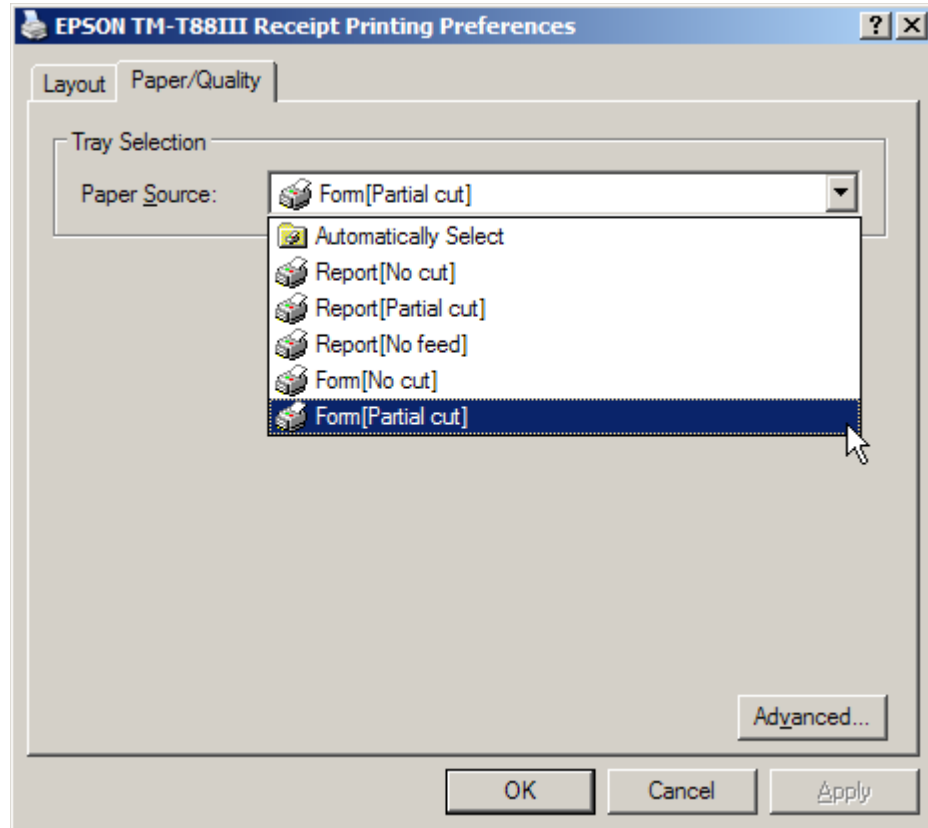 EPSON TM-T88III Receipt Printing Preferences
Layout Paper/Quality
Tray Selection
Paper Source: Form[Partial cut]
Automatically Select
Report[No cut]
Report[Partial cut]
Report[No feed]
Form[No cut]
Form[Partial cut]
Advanced...
OK Cancel Apply